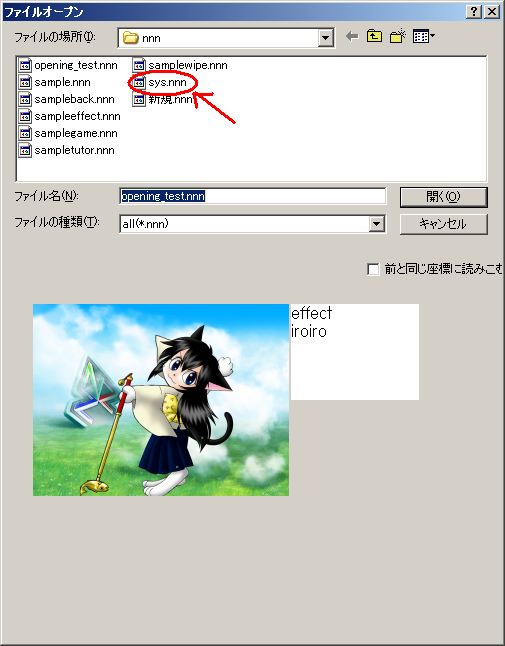 ファイルオープン
ファイルの場所(I):
nnn
opening_test.nnn
sample.nnn
sampleback.nnn
sampleeffect.nnn
samplegame.nnn
sampletutor.nnn
samplewipe.nnn
sys.nnn
新規.nnn
ファイル名(N):
opening_test.nnn
開く(O)
ファイルの種類(T):
all(*.nnn)
キャンセル
前と同じ座標に読みこむ
effect
iroiro